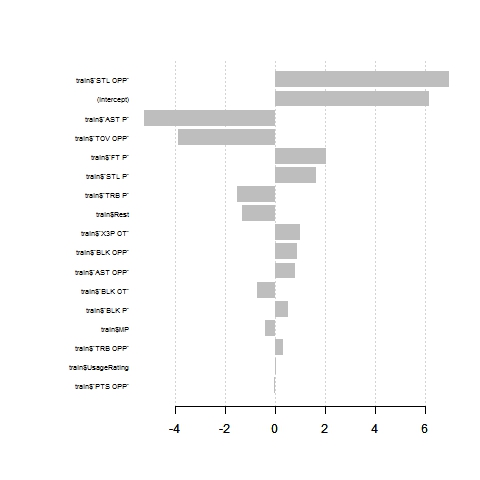 train$`STL OPP`
(Intercept)
train$`AST P`
train$`TOV OPP`
train$`FT P`
train$`STL P`
train$`TRB P`
train$Rest
train$`X3P OT`
train$`BLK OPP`
train$`AST OPP`
train$`BLK OT`
train$`BLK P`
train$MP
train$`TRB OPP`
train$UsageRating
train$`PTS OPP`
-4 -2 0 2 4 6